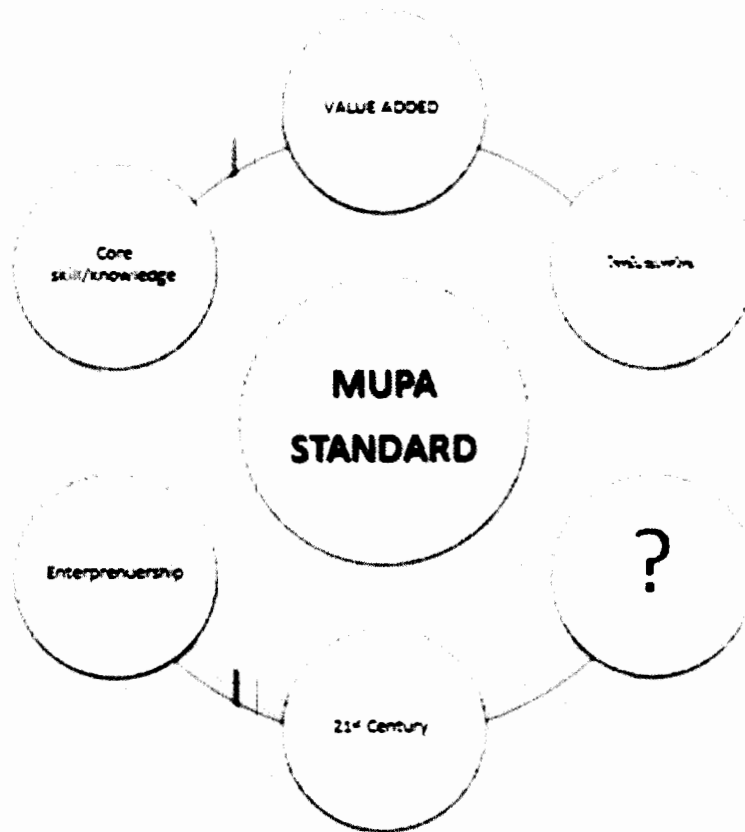 VALUE ADDED
Core
skill/knowledge
MUPA
STANDARD
Enterprenuership
?
21st Century